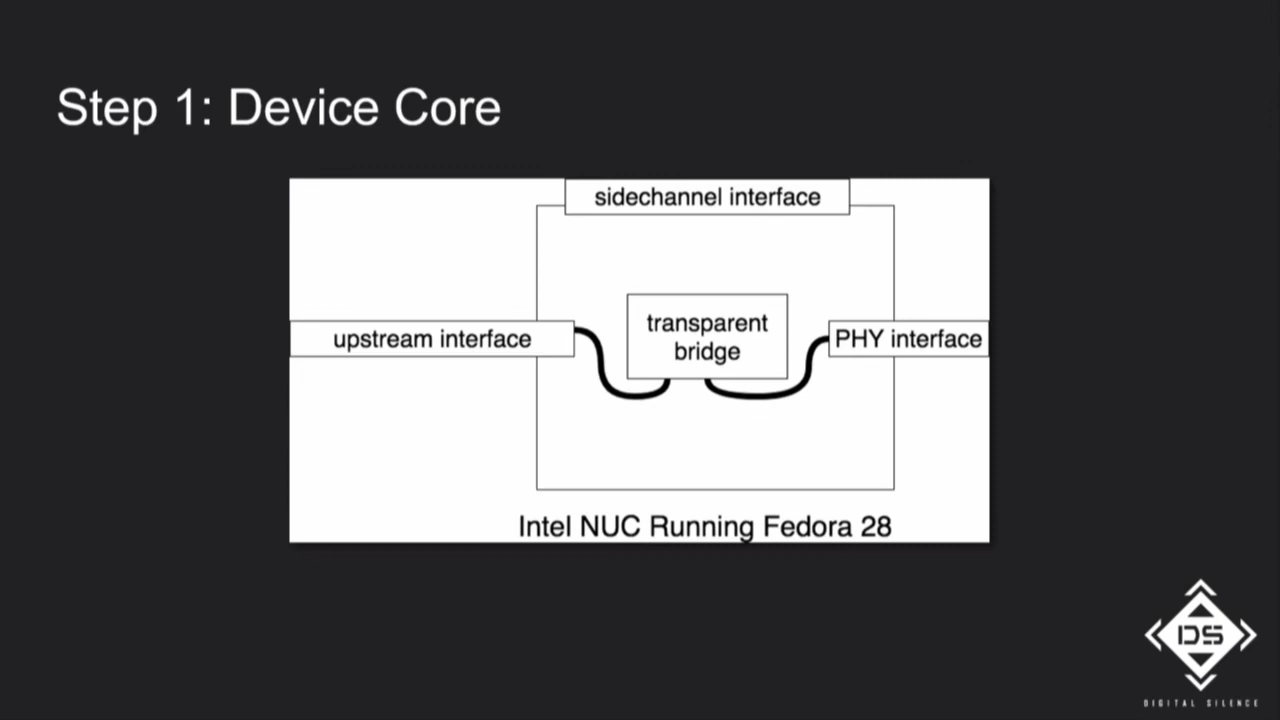 Step 1: Device Core
sidechannel interface
upstream interface
transparent
bridge
PHY interface
Intel NUC Running Fedora 28
DS
DIGITAL SILENCE